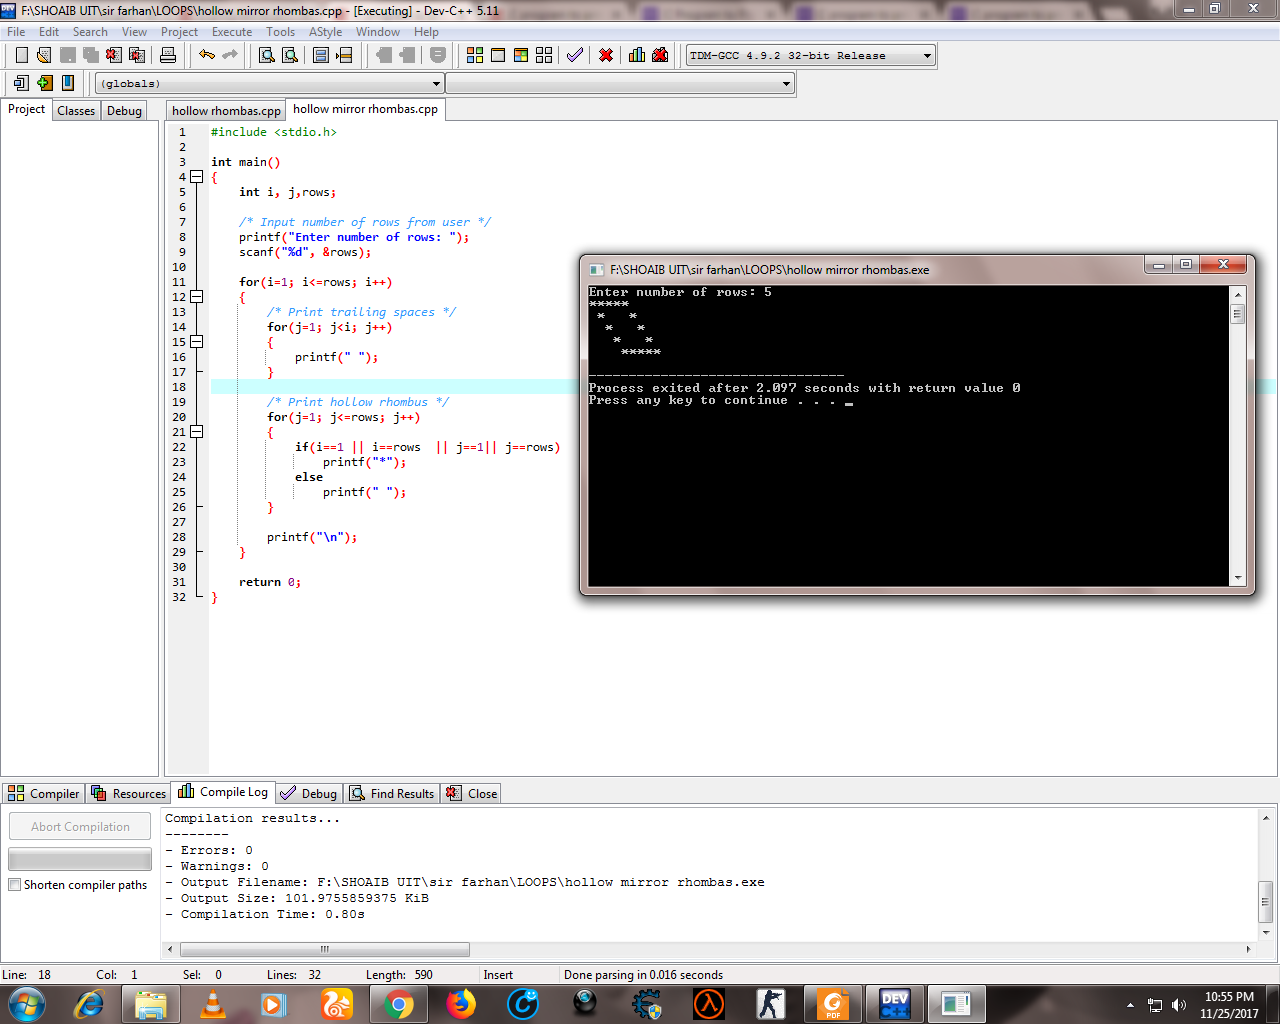 F:\SHOAIB UIT\sir farhan\LOOPS\hollow mirror rhombas.cpp - [Executing] - Dev-C++ 5.11
File Edit Search View Project Execute Tools AStyle Window Help
TDM-GCC 4.9.2 32-bit Release
(globals)
Project Classes Debug hollow rhombas.cpp hollow mirror rhombas.cpp
1 #include <stdio.h>
2
3 int main()
4 {
5     int i, j,rows;
6
7     /* Input number of rows from user */
8     printf("Enter number of rows: ");
9     scanf("%d", &rows);
10
11     for(i=1; i<=rows; i++)
12     {
13         /* Print trailing spaces */
14         for(j=1; j<i; j++)
15         {
16             printf(" ");
17         }
18
19         /* Print hollow rhombus */
20         for(j=1; j<=rows; j++)
21         {
22             if(i==1 || i==rows  || j==1|| j==rows)
23                 printf("*");
24             else
25                 printf(" ");
26         }
27
28         printf("\n");
29     }
30
31     return 0;
32 }
F:\SHOAIB UIT\sir farhan\LOOPS\hollow mirror rhombas.exe
Enter number of rows: 5
*****
 *   *
  *   *
   *   *
    *****
--------------------------------
Process exited after 2.097 seconds with return value 0
Press any key to continue . . . _
Compiler Resources Compile Log Debug Find Results Close
Abort Compilation
Shorten compiler paths
Compilation results...
--------
- Errors: 0
- Warnings: 0
- Output Filename: F:\SHOAIB UIT\sir farhan\LOOPS\hollow mirror rhombas.exe
- Output Size: 101.9755859375 KiB
- Compilation Time: 0.80s
Line: 18 Col: 1 Sel: 0 Lines: 32 Length: 590 Insert Done parsing in 0.016 seconds
PDF
DEV
C++
10:55 PM
11/25/2017